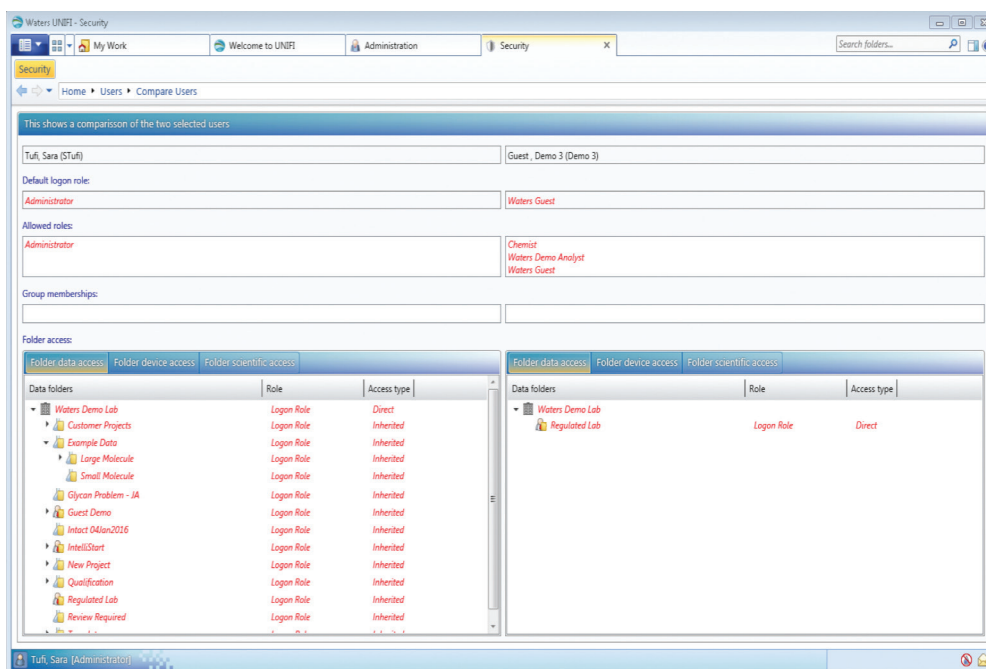 Waters UNIFI - Security
My Work Welcome to UNIFI Administration Security x Search folders...
Security
Home Users Compare Users
This shows a comparisson of the two selected users
Tufi, Sara (STufi) Guest , Demo 3 (Demo 3)
Default logon role:
Administrator Waters Guest
Allowed roles:
Administrator Chemist
Waters Demo Analyst
Waters Guest
Group memberships:
Folder access:
Folder data access Folder device access Folder scientific access Folder data access Folder device access Folder scientific access
Data folders Role Access type Data folders Role Access type
Waters Demo Lab Logon Role Direct Waters Demo Lab
Customer Projects Logon Role Inherited Regulated Lab Logon Role Direct
Example Data Logon Role Inherited
Large Molecule Logon Role Inherited
Small Molecule Logon Role Inherited
Glycan Problem - JA Logon Role Inherited
Guest Demo Logon Role Inherited
Intact 04Jan2016 Logon Role Inherited
IntelliStart Logon Role Inherited
New Project Logon Role Inherited
Qualification Logon Role Inherited
Regulated Lab Logon Role Inherited
Review Required Logon Role Inherited
Tufi, Sara [Administrator]